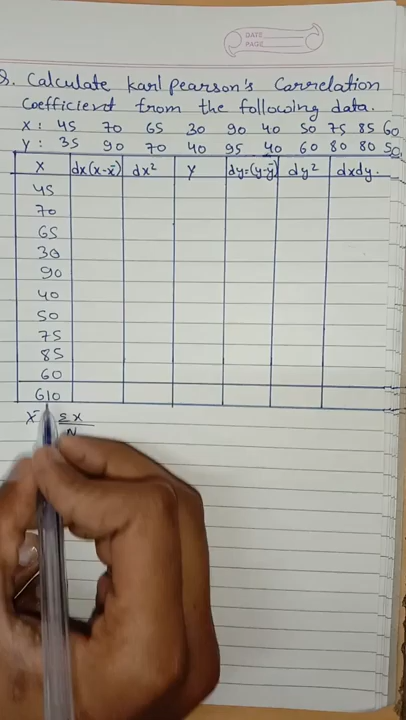 DATE
PAGE
Q. Calculate Karl Pearson's Correlation
Coefficient from the following data.
X : 45 70 65 30 90 40 50 75 85 60
Y : 35 90 70 40 95 40 60 80 80 50.
X dx(x-x̄) dx² Y dy=(y-ȳ) dy² dxdy.
45
70
65
30
90
40
50
75
85
60
610
X̄ ΣX
N